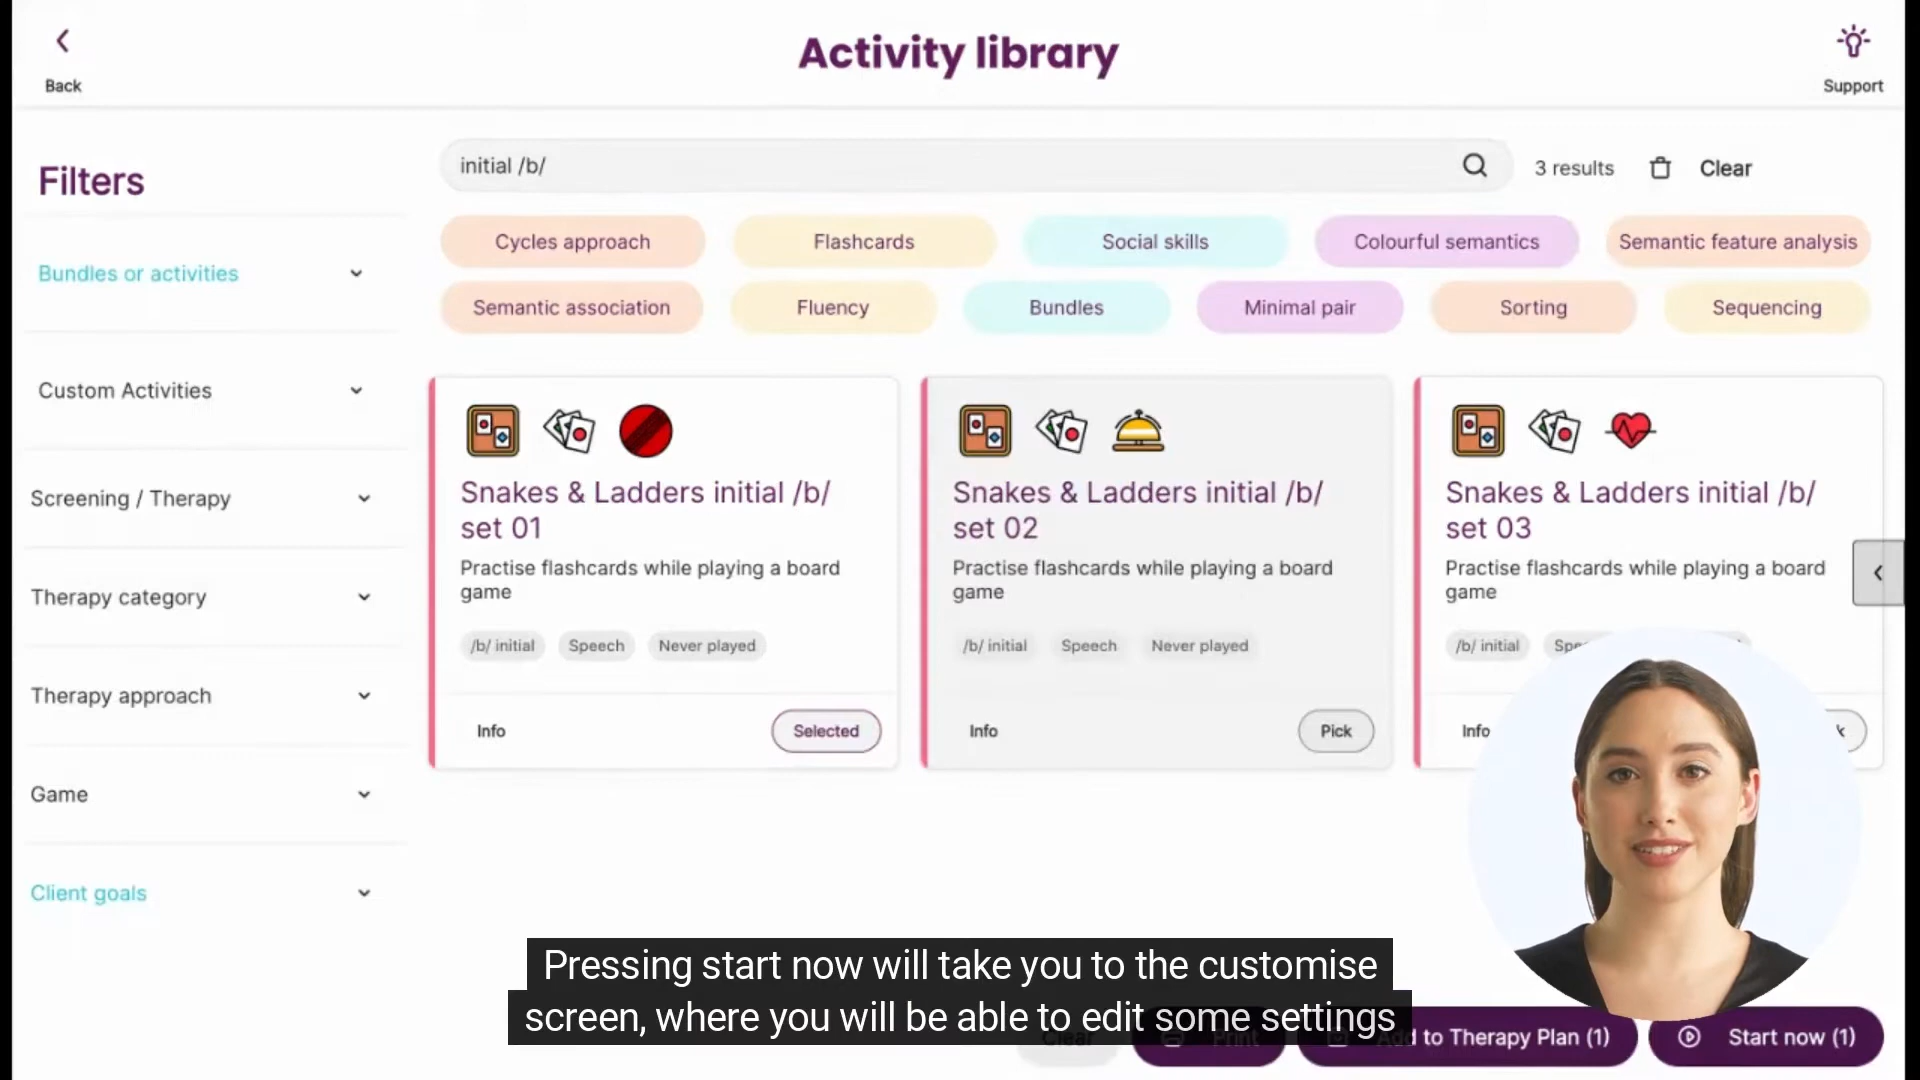 Activity library
Back
Support
Filters
Bundles or activities
Custom Activities
Screening / Therapy
Therapy category
Therapy approach
Game
Client goals
initial /b/
3 results
Clear
Cycles approach
Flashcards
Social skills
Colourful semantics
Semantic feature analysis
Semantic association
Fluency
Bundles
Minimal pair
Sorting
Sequencing
Snakes & Ladders initial /b/
set 01
Practise flashcards while playing a board
game
/b/ initial
Speech
Never played
Info
Selected
Snakes & Ladders initial /b/
set 02
Practise flashcards while playing a board
game
/b/ initial
Speech
Never played
Info
Pick
Snakes & Ladders initial /b/
set 03
Practise flashcards while playing a board
game
/b/ initial
Info
Pressing start now will take you to the customise
screen, where you will be able to edit some settings
Clear
Print
Add to Therapy Plan (1)
Start now (1)